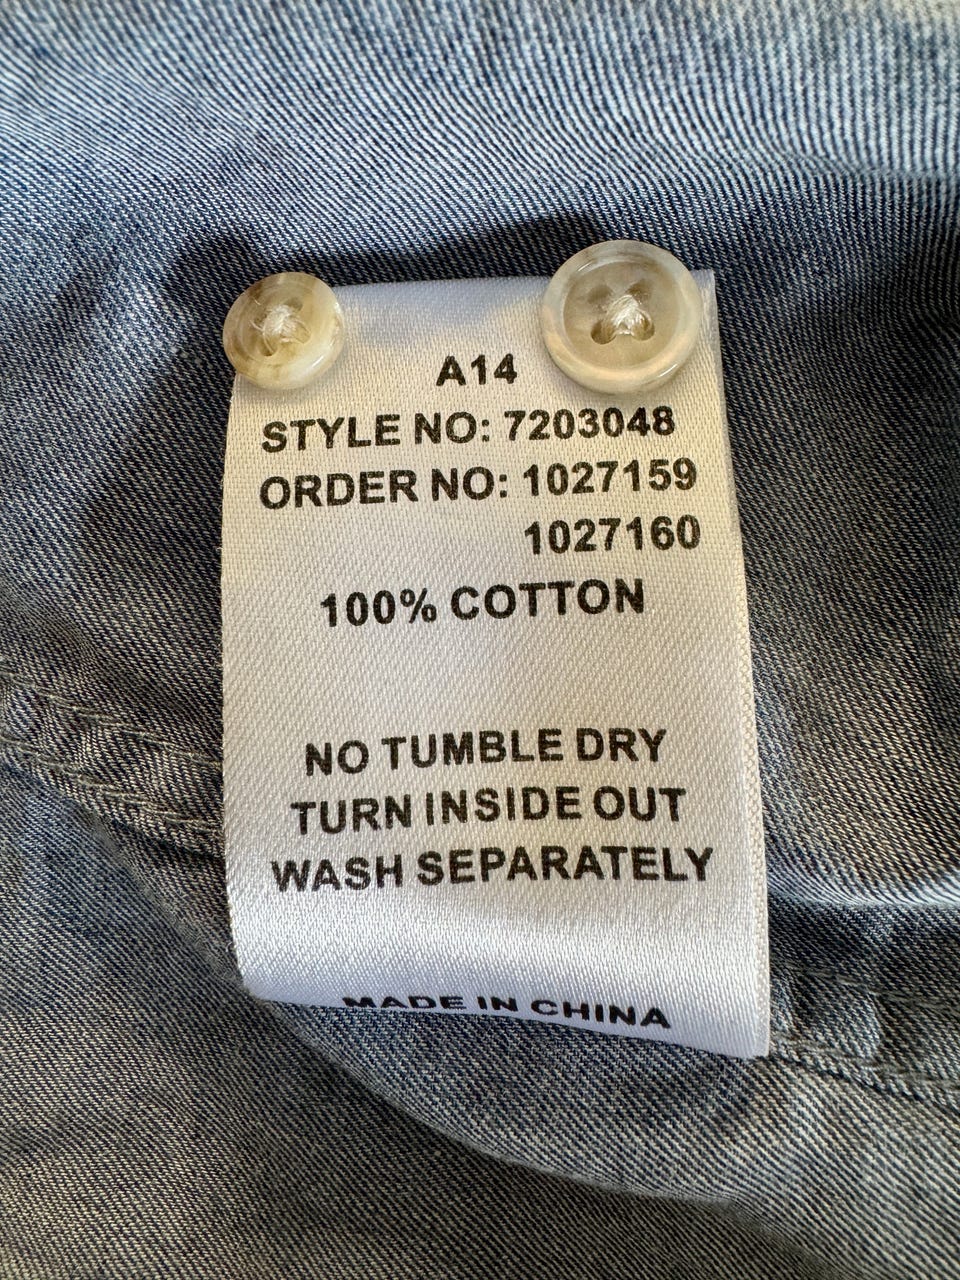 A14
STYLE NO: 7203048
ORDER NO: 1027159
1027160
100% COTTON
NO TUMBLE DRY
TURN INSIDE OUT
WASH SEPARATELY
MADE IN CHINA